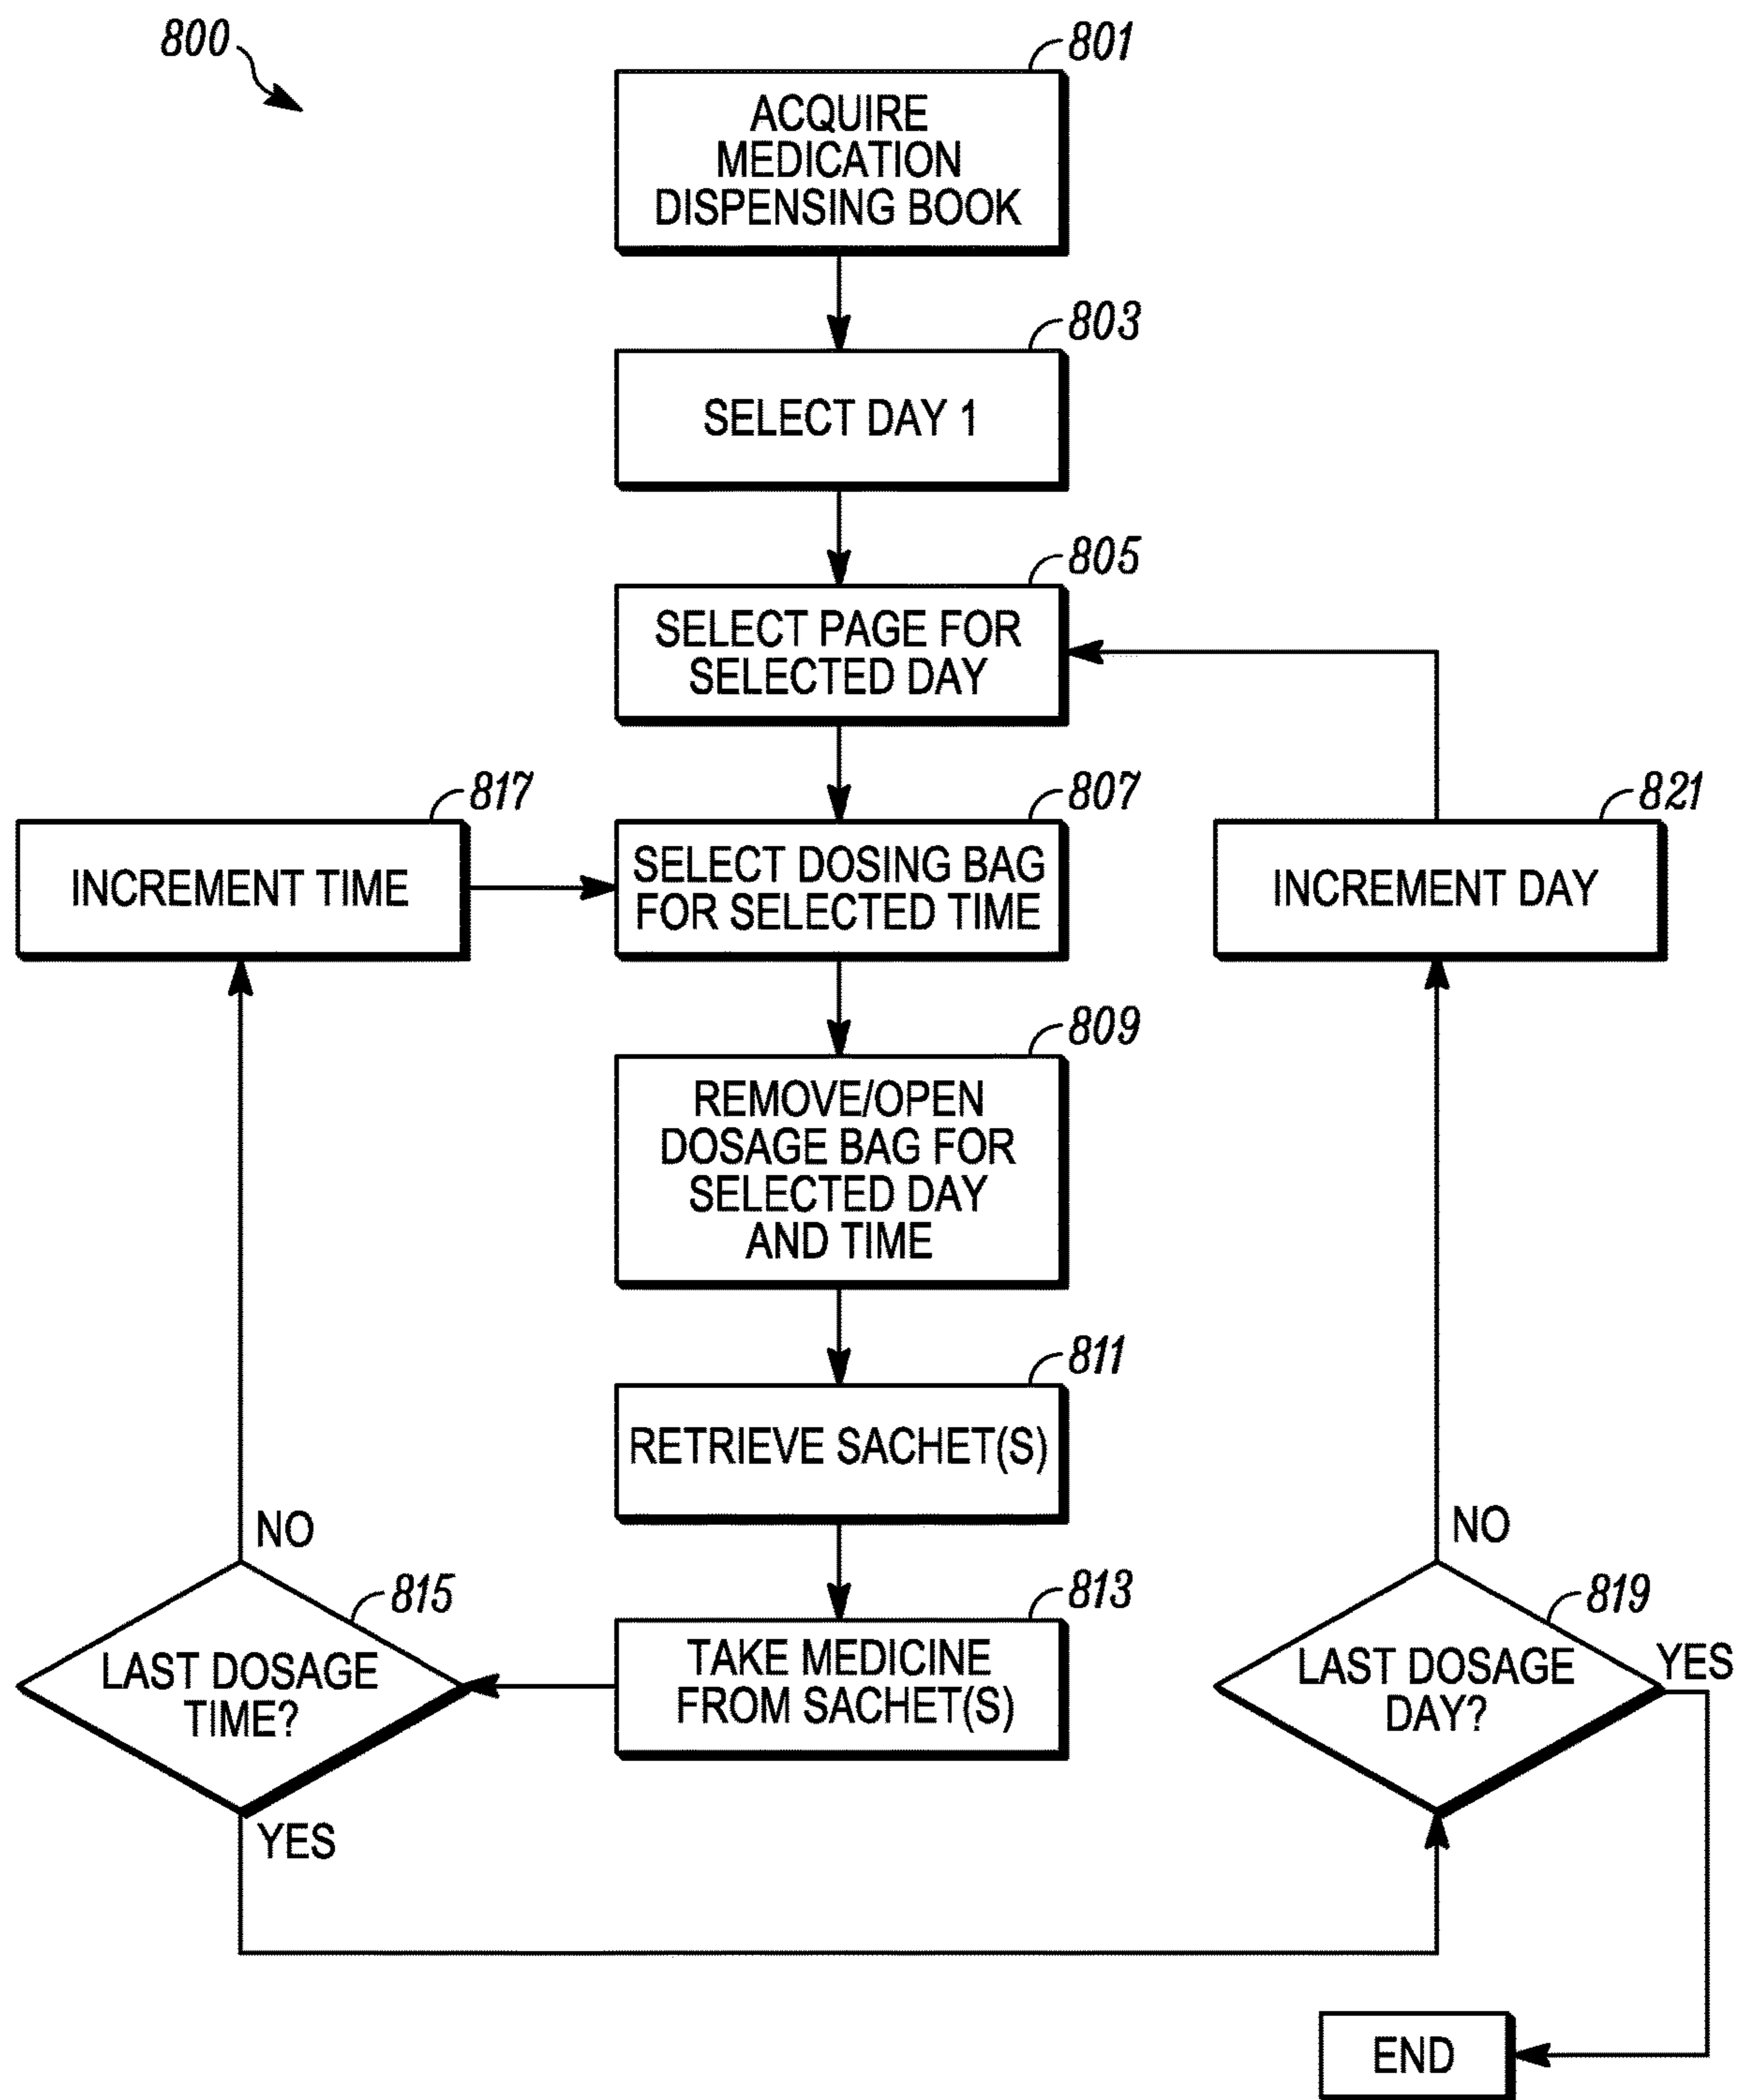 800
801
ACQUIRE
MEDICATION
DISPENSING BOOK
803
SELECT DAY 1
805
SELECT PAGE FOR
SELECTED DAY
817
INCREMENT TIME
807
SELECT DOSING BAG
FOR SELECTED TIME
821
INCREMENT DAY
809
REMOVE/OPEN
DOSAGE BAG FOR
SELECTED DAY
AND TIME
811
RETRIEVE SACHET(S)
NO
NO
815
LAST DOSAGE
TIME?
813
TAKE MEDICINE
FROM SACHET(S)
819
LAST DOSAGE
DAY?
YES
YES
END